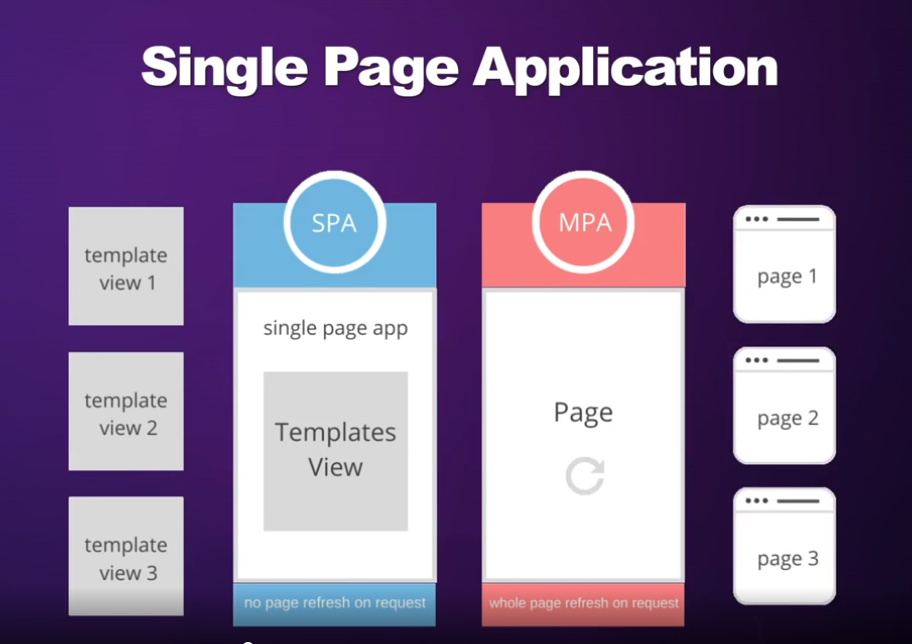 Single Page Application
template
view 1
template
view 2
template
view 3
SPA
single page app
Templates
View
no page refresh on request
MPA
Page
whole page refresh on request
page 1
page 2
page 3